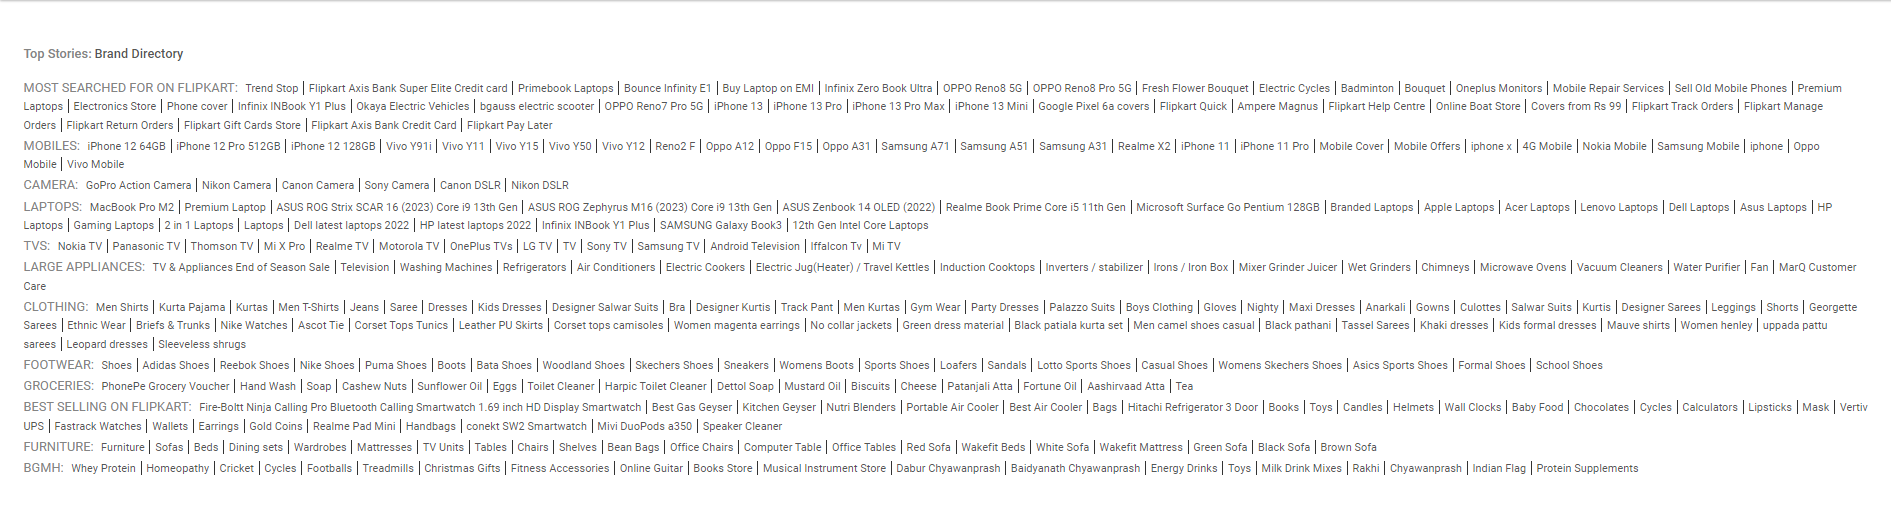 Top Stories: Brand Directory
MOST SEARCHED FOR ON FLIPKART: Trend Stop | Flipkart Axis Bank Super Elite Credit card | Primebook Laptops | Bounce Infinity E1 | Buy Laptop on EMI | Infinix Zero Book Ultra | OPPO Reno8 5G | OPPO Reno8 Pro 5G | Fresh Flower Bouquet | Electric Cycles | Badminton | Bouquet | Oneplus Monitors | Mobile Repair Services | Sell Old Mobile Phones | Premium
Laptops | Electronics Store | Phone cover | Infinix INBook Y1 Plus | Okaya Electric Vehicles | bgauss electric scooter | OPPO Reno7 Pro 5G | iPhone 13 | iPhone 13 Pro | iPhone 13 Pro Max | iPhone 13 Mini | Google Pixel 6a covers | Flipkart Quick | Ampere Magnus | Flipkart Help Centre | Online Boat Store | Covers from Rs 99 | Flipkart Track Orders | Flipkart Manage
Orders | Flipkart Return Orders | Flipkart Gift Cards Store | Flipkart Axis Bank Credit Card | Flipkart Pay Later
MOBILES: iPhone 12 64GB | iPhone 12 Pro 512GB | iPhone 12 128GB | Vivo Y91i | Vivo Y11 | Vivo Y15 | Vivo Y50 | Vivo Y12 | Reno2 F | Oppo A12 | Oppo F15 | Oppo A31 | Samsung A71 | Samsung A51 | Samsung A31 | Realme X2 | iPhone 11 | iPhone 11 Pro | Mobile Cover | Mobile Offers | iphone x | 4G Mobile | Nokia Mobile | Samsung Mobile | iphone | Oppo
Mobile | Vivo Mobile
CAMERA: GoPro Action Camera | Nikon Camera | Canon Camera | Sony Camera | Canon DSLR | Nikon DSLR
LAPTOPS: MacBook Pro M2 | Premium Laptop | ASUS ROG Strix SCAR 16 (2023) Core i9 13th Gen | ASUS ROG Zephyrus M16 (2023) Core i9 13th Gen | ASUS Zenbook 14 OLED (2022) | Realme Book Prime Core i5 11th Gen | Microsoft Surface Go Pentium 128GB | Branded Laptops | Apple Laptops | Acer Laptops | Lenovo Laptops | Dell Laptops | Asus Laptops | HP
Laptops | Gaming Laptops | 2 in 1 Laptops | Laptops | Dell latest laptops 2022 | HP latest laptops 2022 | Infinix INBook Y1 Plus | SAMSUNG Galaxy Book3 | 12th Gen Intel Core Laptops
TVS: Nokia TV | Panasonic TV | Thomson TV | Mi X Pro | Realme TV | Motorola TV | OnePlus TVs | LG TV | TV | Sony TV | Samsung TV | Android Television | Iffalcon Tv | Mi TV
LARGE APPLIANCES: TV & Appliances End of Season Sale | Television | Washing Machines | Refrigerators | Air Conditioners | Electric Cookers | Electric Jug(Heater) / Travel Kettles | Induction Cooktops | Inverters / stabilizer | Irons / Iron Box | Mixer Grinder Juicer | Wet Grinders | Chimneys | Microwave Ovens | Vacuum Cleaners | Water Purifier | Fan | MarQ Customer
Care
CLOTHING: Men Shirts | Kurta Pajama | Kurtas | Men T-Shirts | Jeans | Saree | Dresses | Kids Dresses | Designer Salwar Suits | Bra | Designer Kurtis | Track Pant | Men Kurtas | Gym Wear | Party Dresses | Palazzo Suits | Boys Clothing | Gloves | Nighty | Maxi Dresses | Anarkali | Gowns | Culottes | Salwar Suits | Kurtis | Designer Sarees | Leggings | Shorts | Georgette
Sarees | Ethnic Wear | Briefs & Trunks | Nike Watches | Ascot Tie | Corset Tops Tunics | Leather PU Skirts | Corset tops camisoles | Women magenta earrings | No collar jackets | Green dress material | Black patiala kurta set | Men camel shoes casual | Black pathani | Tassel Sarees | Khaki dresses | Kids formal dresses | Mauve shirts | Women henley | uppada pattu
sarees | Leopard dresses | Sleeveless shrugs
FOOTWEAR: Shoes | Adidas Shoes | Reebok Shoes | Nike Shoes | Puma Shoes | Boots | Bata Shoes | Woodland Shoes | Skechers Shoes | Sneakers | Womens Boots | Sports Shoes | Loafers | Sandals | Lotto Sports Shoes | Casual Shoes | Womens Skechers Shoes | Asics Sports Shoes | Formal Shoes | School Shoes
GROCERIES: PhonePe Grocery Voucher | Hand Wash | Soap | Cashew Nuts | Sunflower Oil | Eggs | Toilet Cleaner | Harpic Toilet Cleaner | Dettol Soap | Mustard Oil | Biscuits | Cheese | Patanjali Atta | Fortune Oil | Aashirvaad Atta | Tea
BEST SELLING ON FLIPKART: Fire-Boltt Ninja Calling Pro Bluetooth Calling Smartwatch 1.69 inch HD Display Smartwatch | Best Gas Geyser | Kitchen Geyser | Nutri Blenders | Portable Air Cooler | Best Air Cooler | Bags | Hitachi Refrigerator 3 Door | Books | Toys | Candles | Helmets | Wall Clocks | Baby Food | Chocolates | Cycles | Calculators | Lipsticks | Mask | Vertiv
UPS | Fastrack Watches | Wallets | Earrings | Gold Coins | Realme Pad Mini | Handbags | conekt SW2 Smartwatch | Mivi DuoPods a350 | Speaker Cleaner
FURNITURE: Furniture | Sofas | Beds | Dining sets | Wardrobes | Mattresses | TV Units | Tables | Chairs | Shelves | Bean Bags | Office Chairs | Computer Table | Office Tables | Red Sofa | Wakefit Beds | White Sofa | Wakefit Mattress | Green Sofa | Black Sofa | Brown Sofa
BGMH: Whey Protein | Homeopathy | Cricket | Cycles | Footballs | Treadmills | Christmas Gifts | Fitness Accessories | Online Guitar | Books Store | Musical Instrument Store | Dabur Chyawanprash | Baidyanath Chyawanprash | Energy Drinks | Toys | Milk Drink Mixes | Rakhi | Chyawanprash | Indian Flag | Protein Supplements